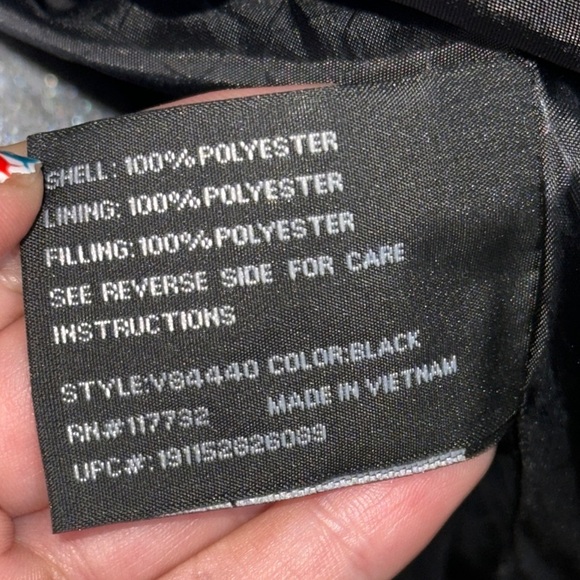 SHELL: 100% POLYESTER
LINING: 100% POLYESTER
FILLING: 100% POLYESTER
SEE REVERSE SIDE FOR CARE
INSTRUCTIONS
STYLE:V84440 COLOR:BLACK
RN#117792 MADE IN VIETNAM
UPC#:191152826089